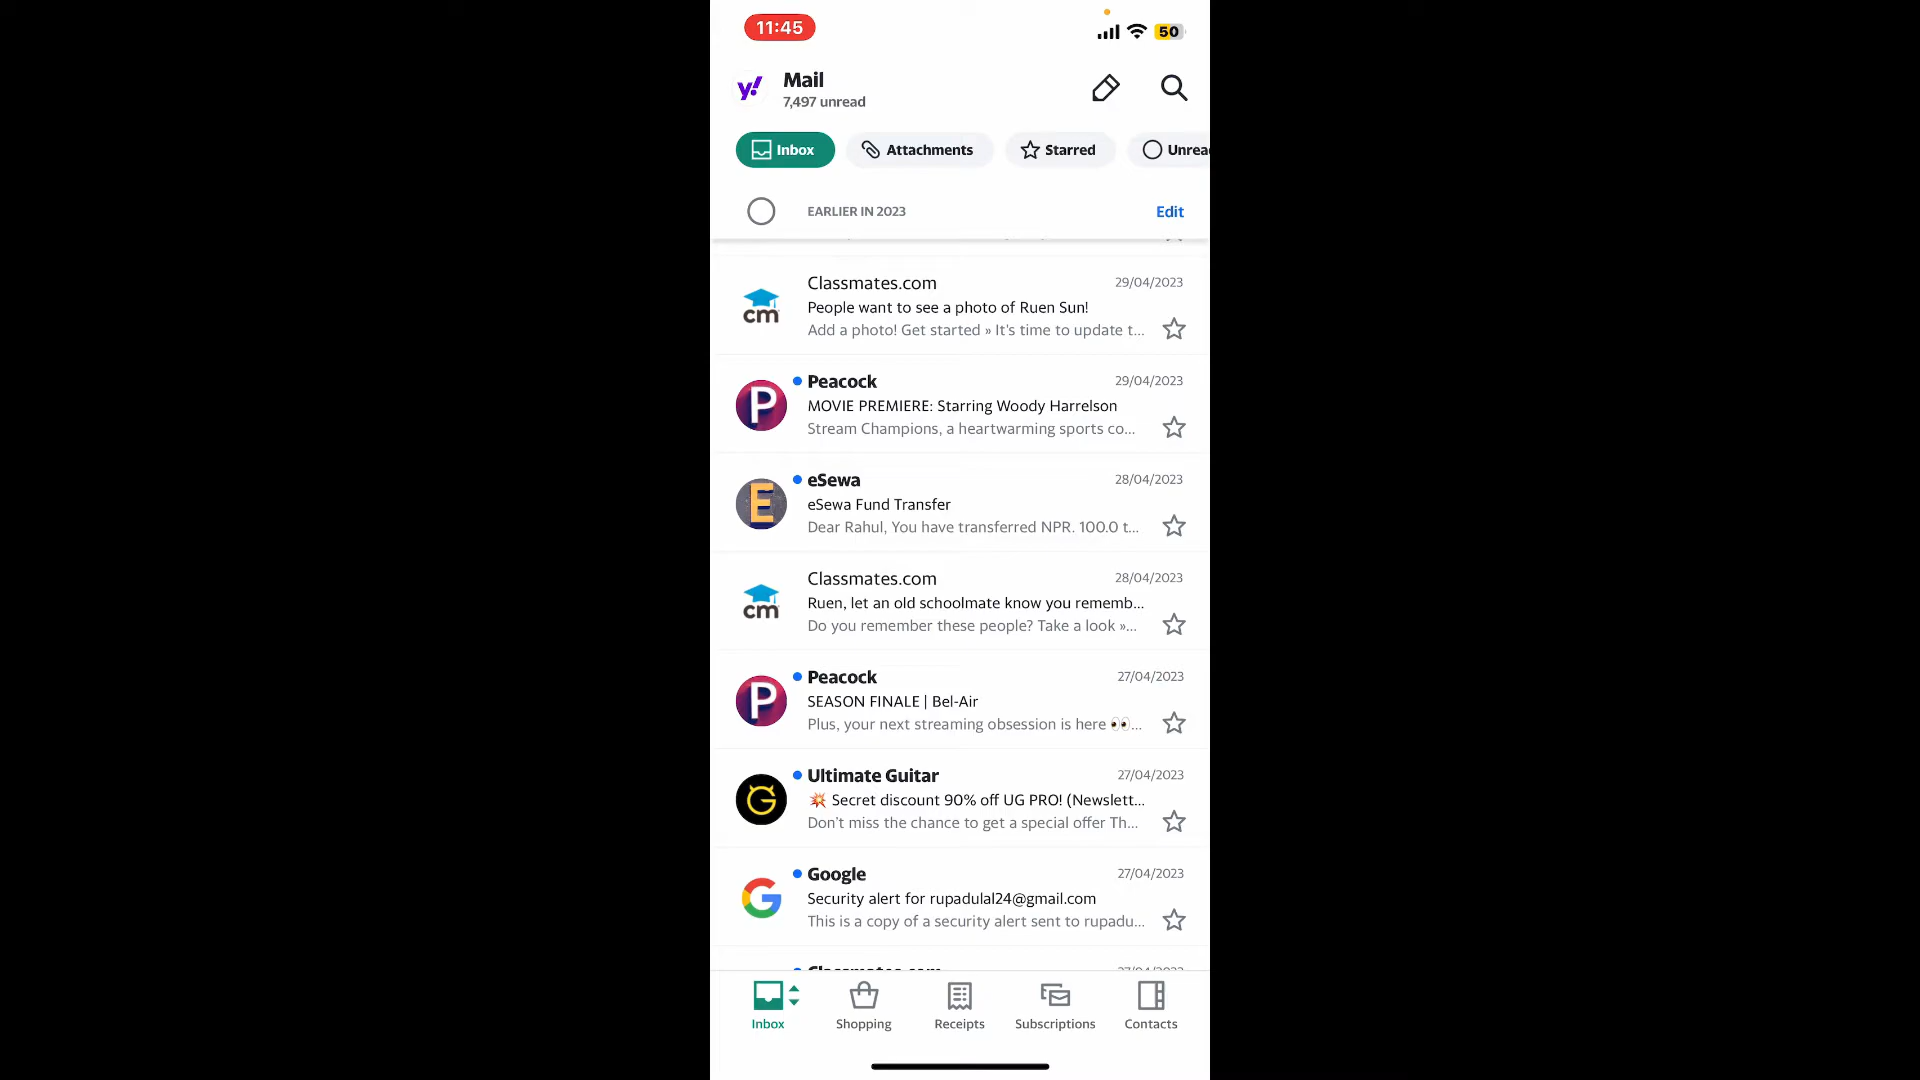 11:45
50
y!
Mail
7,497 unread
Inbox
Attachments
Starred
EARLIER IN 2023
Edit
Classmates.com
29/04/2023
cm
People want to see a photo of Ruen Sun!
Add a photo! Get started » It's time to update t...
Peacock
29/04/2023
P
MOVIE PREMIERE: Starring Woody Harrelson
Stream Champions, a heartwarming sports co...
eSewa
28/04/2023
E
eSewa Fund Transfer
Dear Rahul, You have transferred NPR. 100.0 t...
Classmates.com
28/04/2023
cm
Ruen, let an old schoolmate know you rememb...
Do you remember these people? Take a look »...
Peacock
27/04/2023
P
SEASON FINALE | Bel-Air
Plus, your next streaming obsession is here 👀...
Ultimate Guitar
27/04/2023
G
💥 Secret discount 90% off UG PRO! (Newslett...
Don't miss the chance to get a special offer Th...
Google
27/04/2023
G
Security alert for rupadulal24@gmail.com
This is a copy of a security alert sent to rupadu...
Inbox
Shopping
Receipts
Subscriptions
Contacts